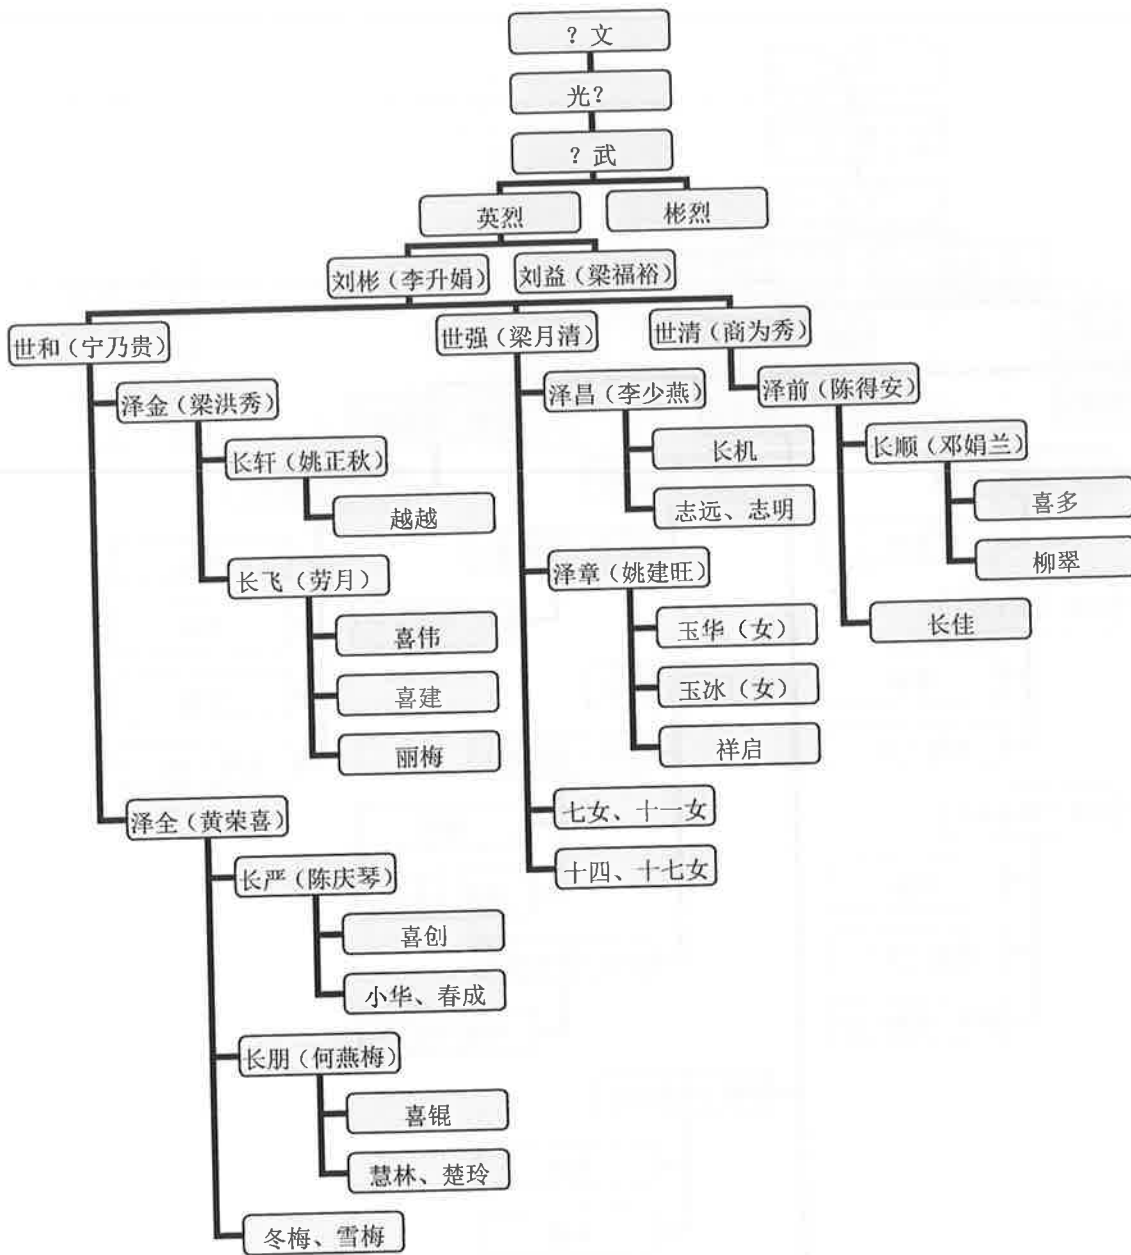 ？文
光？
？武
英烈
彬烈
刘彬（李升娟）
刘益（梁福裕）
世和（宁乃贵）
世强（梁月清）
世清（商为秀）
泽金（梁洪秀）
长轩（姚正秋）
越越
长飞（劳月）
喜伟
喜建
丽梅
泽全（黄荣喜）
长严（陈庆琴）
喜创
小华、春成
长朋（何燕梅）
喜锟
慧林、楚玲
冬梅、雪梅
泽昌（李少燕）
长机
志远、志明
泽章（姚建旺）
玉华（女）
玉冰（女）
祥启
七女、十一女
十四、十七女
泽前（陈得安）
长顺（邓娟兰）
喜多
柳翠
长佳